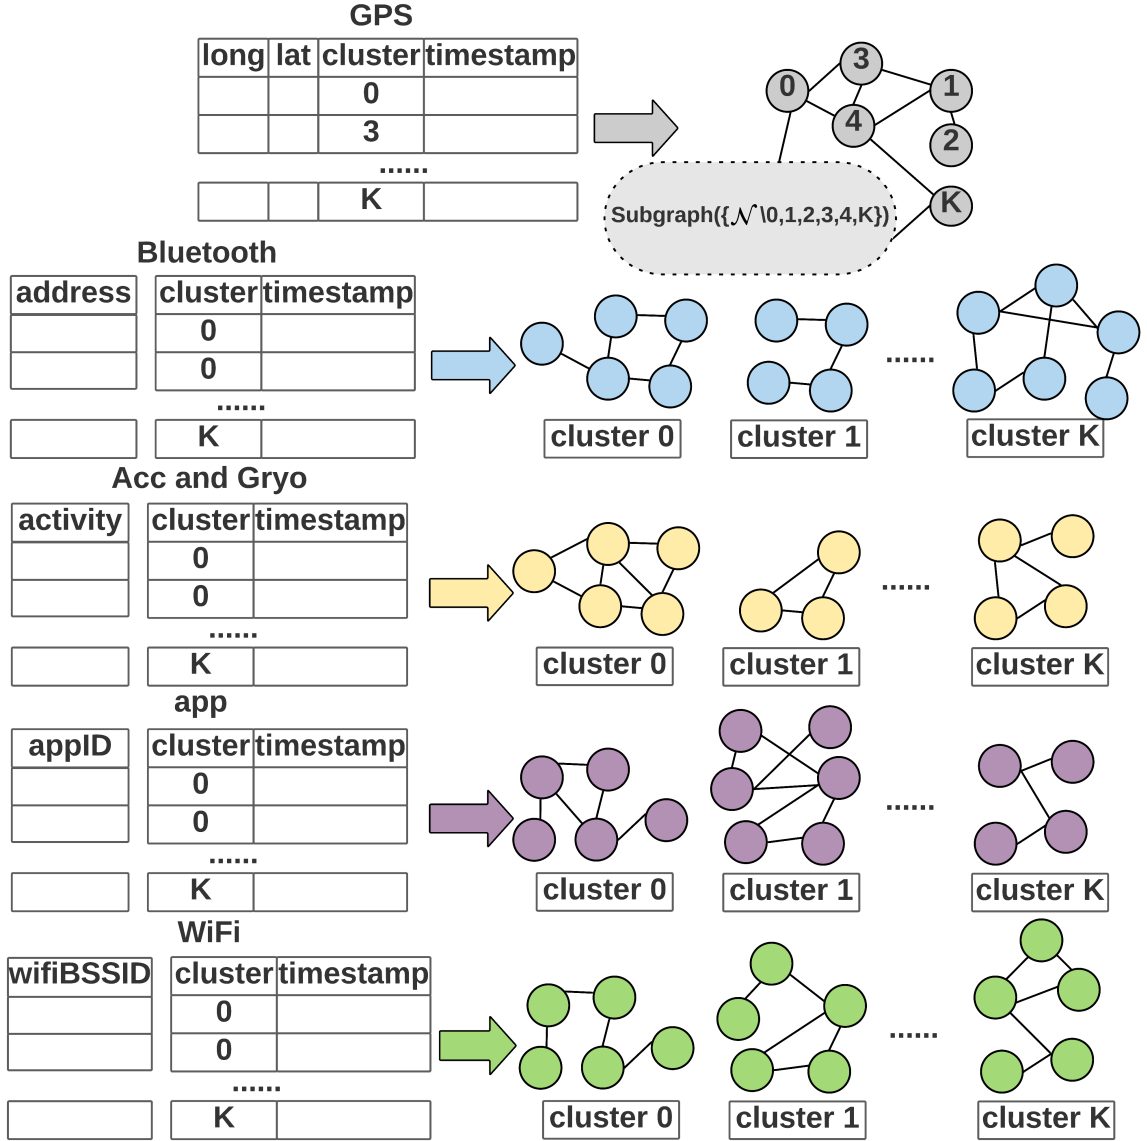 GPS
long lat cluster timestamp
0
3
......
K
0 3 1
4 2
K
Subgraph({𝒩 \0,1,2,3,4,K})
Bluetooth
address cluster timestamp
0
0
......
K
......
cluster 0 cluster 1 cluster K
Acc and Gryo
activity cluster timestamp
0
0
......
K
......
cluster 0 cluster 1 cluster K
app
appID cluster timestamp
0
0
......
K
......
cluster 0 cluster 1 cluster K
WiFi
wifiBSSID cluster timestamp
0
0
......
K
......
cluster 0 cluster 1 cluster K